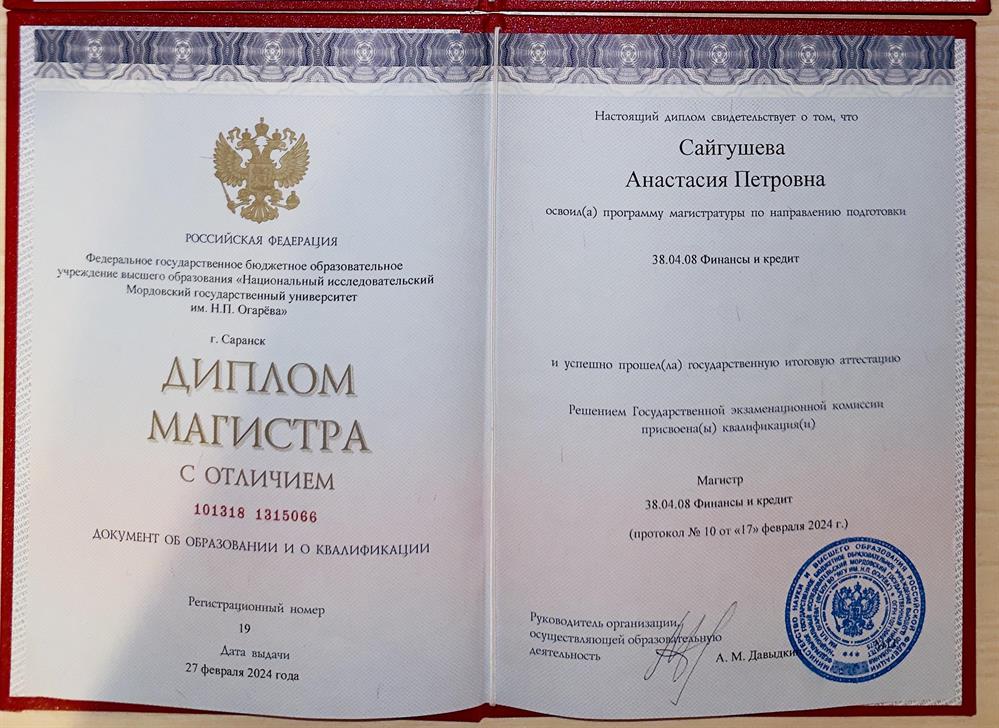 РОССИЙСКАЯ ФЕДЕРАЦИЯ
Федеральное государственное бюджетное образовательное
учреждение высшего образования «Национальный исследовательский
Мордовский государственный университет
им. Н.П. Огарёва»
г. Саранск
ДИПЛОМ
МАГИСТРА
С ОТЛИЧИЕМ
101318 1315066
ДОКУМЕНТ ОБ ОБРАЗОВАНИИ И О КВАЛИФИКАЦИИ
Регистрационный номер
19
Дата выдачи
27 февраля 2024 года
Настоящий диплом свидетельствует о том, что
Сайгушева
Анастасия Петровна
освоил(а) программу магистратуры по направлению подготовки
38.04.08 Финансы и кредит
и успешно прошел(ла) государственную итоговую аттестацию
Решением Государственной экзаменационной комиссии
присвоена(ы) квалификация(и)
Магистр
38.04.08 Финансы и кредит
(протокол № 10 от «17» февраля 2024 г.)
Руководитель организации,
осуществляющей образовательную
деятельность
А. М. Давыдки